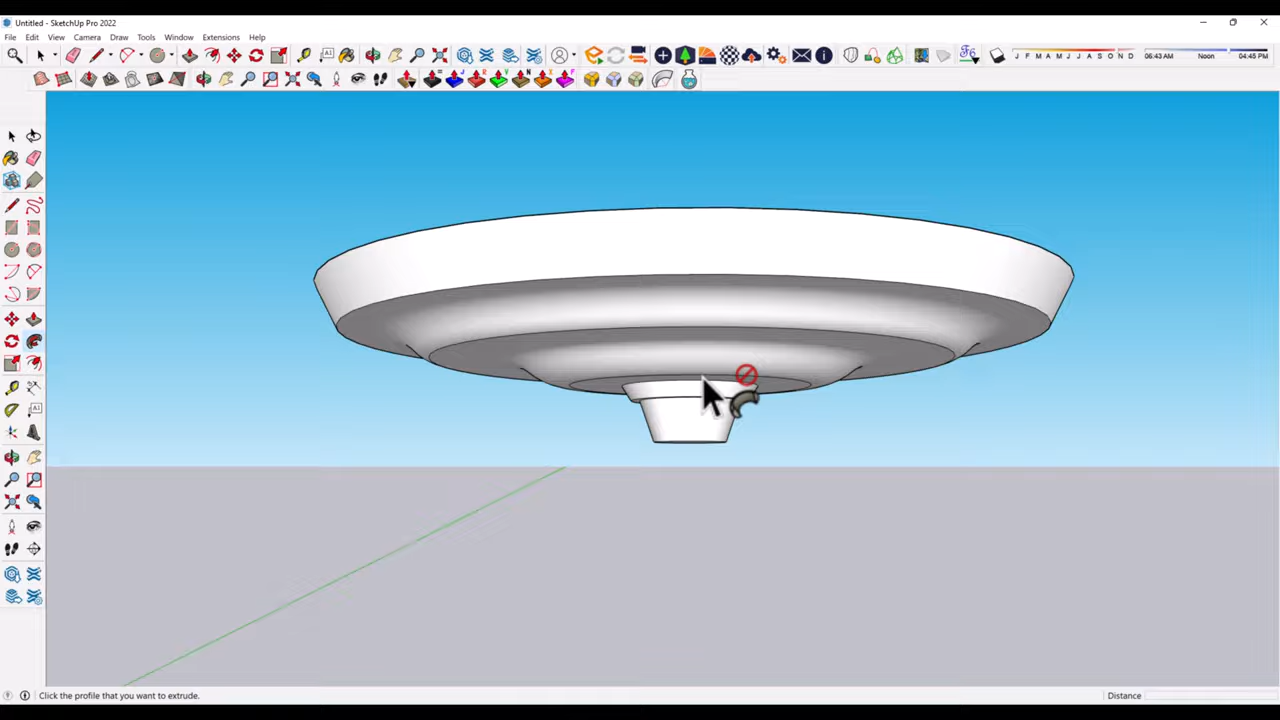 Untitled - SketchUp Pro 2022
File Edit View Camera Draw Tools Window Extensions Help
J F M A M J J A S O N D 06:43 AM Noon 04:45 PM
Click the profile that you want to extrude. Distance